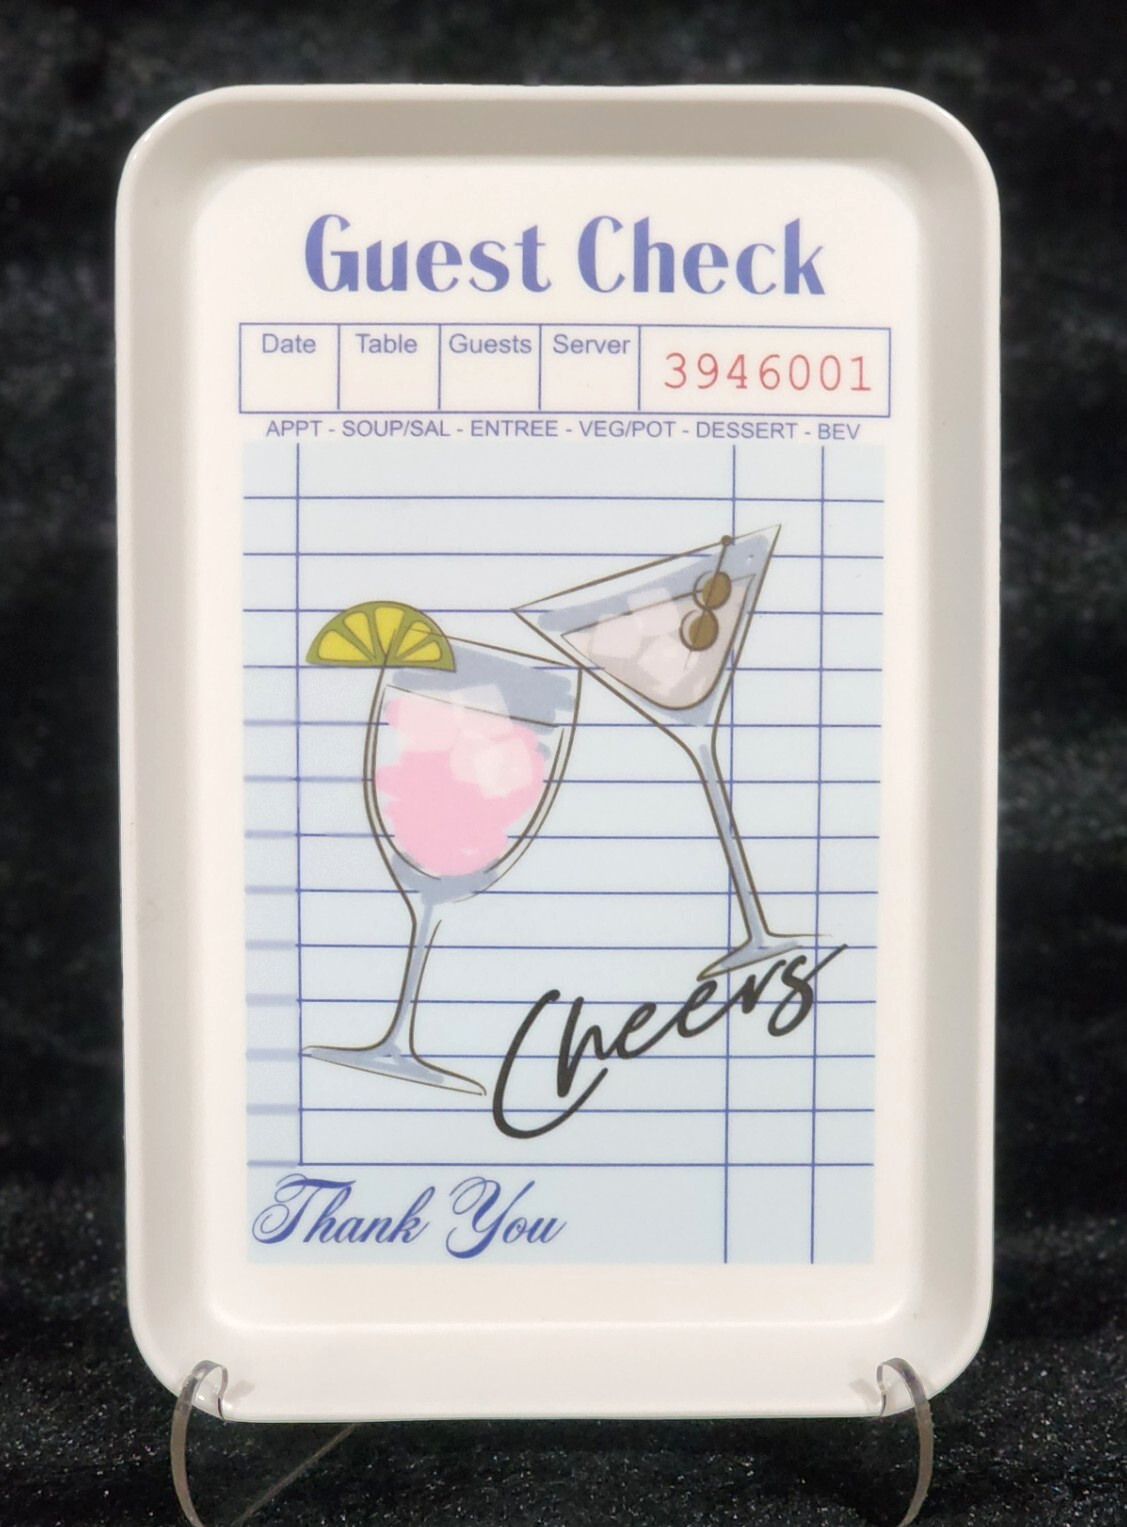 Guest Check
Date Table Guests Server 3946001
APPT - SOUP/SAL - ENTREE - VEG/POT - DESSERT - BEV
Cheers
Thank You